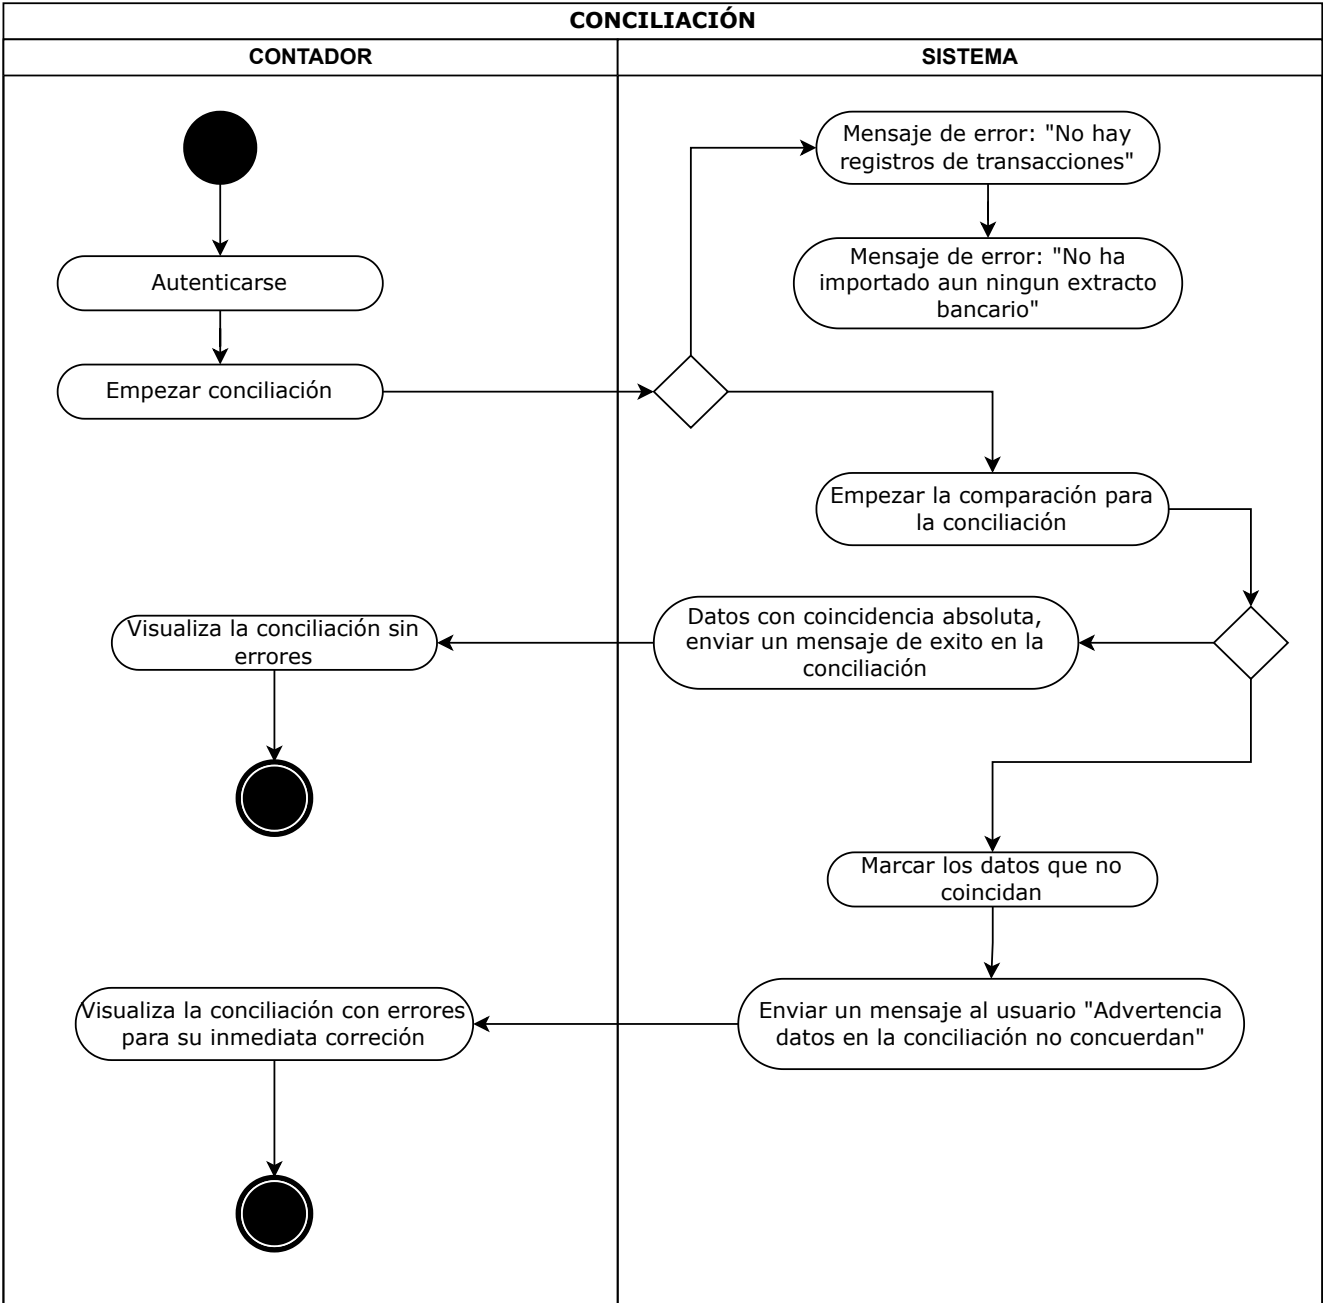 CONCILIACIÓN
CONTADOR
SISTEMA
Mensaje de error: "No hay
registros de transacciones"
Autenticarse
Mensaje de error: "No ha
importado aun ningun extracto
bancario"
Empezar conciliación
Empezar la comparación para
la conciliación
Datos con coincidencia absoluta,
enviar un mensaje de exito en la
conciliación
Visualiza la conciliación sin
errores
Marcar los datos que no
coincidan
Visualiza la conciliación con errores
para su inmediata correción
Enviar un mensaje al usuario "Advertencia
datos en la conciliación no concuerdan"